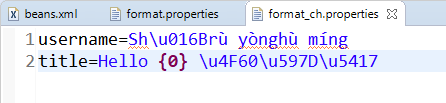 beans.xml format.properties format_ch.properties
1 username=Sh\u016Brù yònghù míng
2 title=Hello {0} \u4F60\u597D\u5417